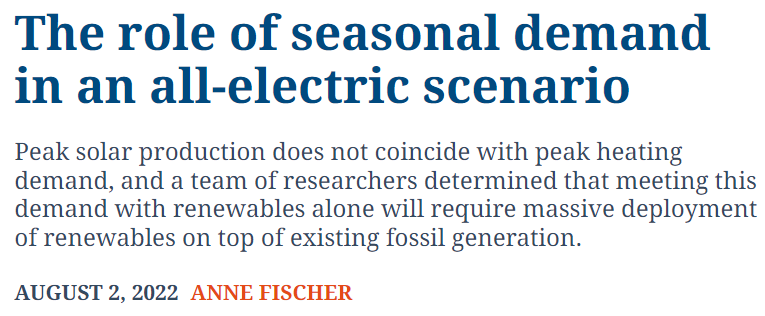 The role of seasonal demand
in an all-electric scenario
Peak solar production does not coincide with peak heating
demand, and a team of researchers determined that meeting this
demand with renewables alone will require massive deployment
of renewables on top of existing fossil generation.
AUGUST 2, 2022 ANNE FISCHER